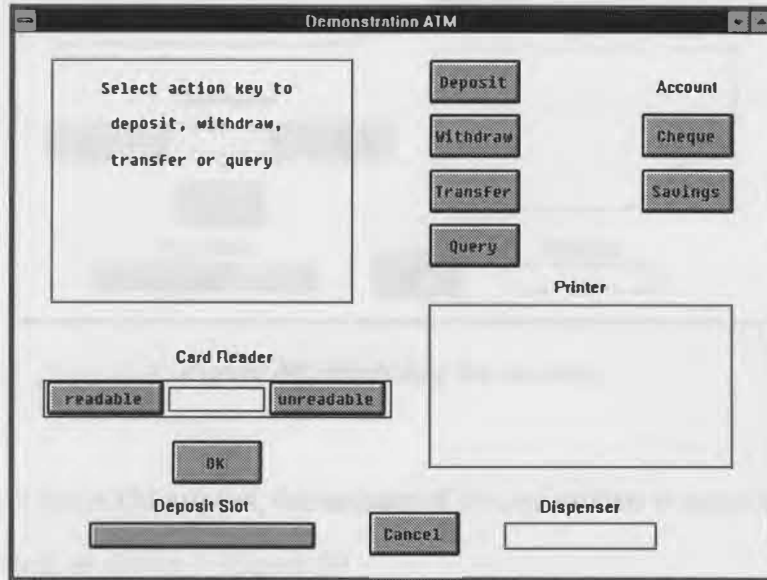 Demonstration ATM
Select action key to
deposit, withdraw,
transfer or query
Deposit
Withdraw
Transfer
Query
Account
Cheque
Savings
Printer
Card Reader
readable
unreadable
OK
Deposit Slot
Cancel
Dispenser